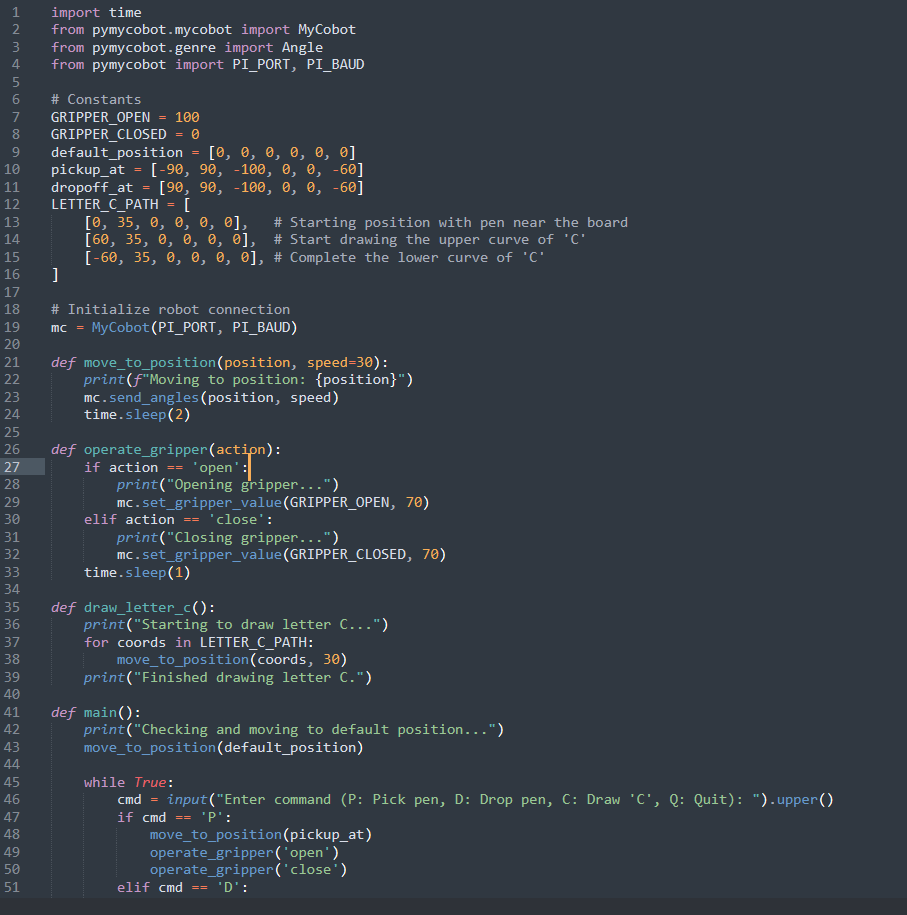 1 import time
2 from pymycobot.mycobot import MyCobot
3 from pymycobot.genre import Angle
4 from pymycobot import PI_PORT, PI_BAUD
5
6 # Constants
7 GRIPPER_OPEN = 100
8 GRIPPER_CLOSED = 0
9 default_position = [0, 0, 0, 0, 0, 0]
10 pickup_at = [-90, 90, -100, 0, 0, -60]
11 dropoff_at = [90, 90, -100, 0, 0, -60]
12 LETTER_C_PATH = [
13     [0, 35, 0, 0, 0, 0],   # Starting position with pen near the board
14     [60, 35, 0, 0, 0, 0],  # Start drawing the upper curve of 'C'
15     [-60, 35, 0, 0, 0, 0], # Complete the lower curve of 'C'
16 ]
17
18 # Initialize robot connection
19 mc = MyCobot(PI_PORT, PI_BAUD)
20
21 def move_to_position(position, speed=30):
22     print(f"Moving to position: {position}")
23     mc.send_angles(position, speed)
24     time.sleep(2)
25
26 def operate_gripper(action):
27     if action == 'open':
28         print("Opening gripper...")
29         mc.set_gripper_value(GRIPPER_OPEN, 70)
30     elif action == 'close':
31         print("Closing gripper...")
32         mc.set_gripper_value(GRIPPER_CLOSED, 70)
33     time.sleep(1)
34
35 def draw_letter_c():
36     print("Starting to draw letter C...")
37     for coords in LETTER_C_PATH:
38         move_to_position(coords, 30)
39     print("Finished drawing letter C.")
40
41 def main():
42     print("Checking and moving to default position...")
43     move_to_position(default_position)
44
45     while True:
46         cmd = input("Enter command (P: Pick pen, D: Drop pen, C: Draw 'C', Q: Quit): ").upper()
47         if cmd == 'P':
48             move_to_position(pickup_at)
49             operate_gripper('open')
50             operate_gripper('close')
51         elif cmd == 'D':